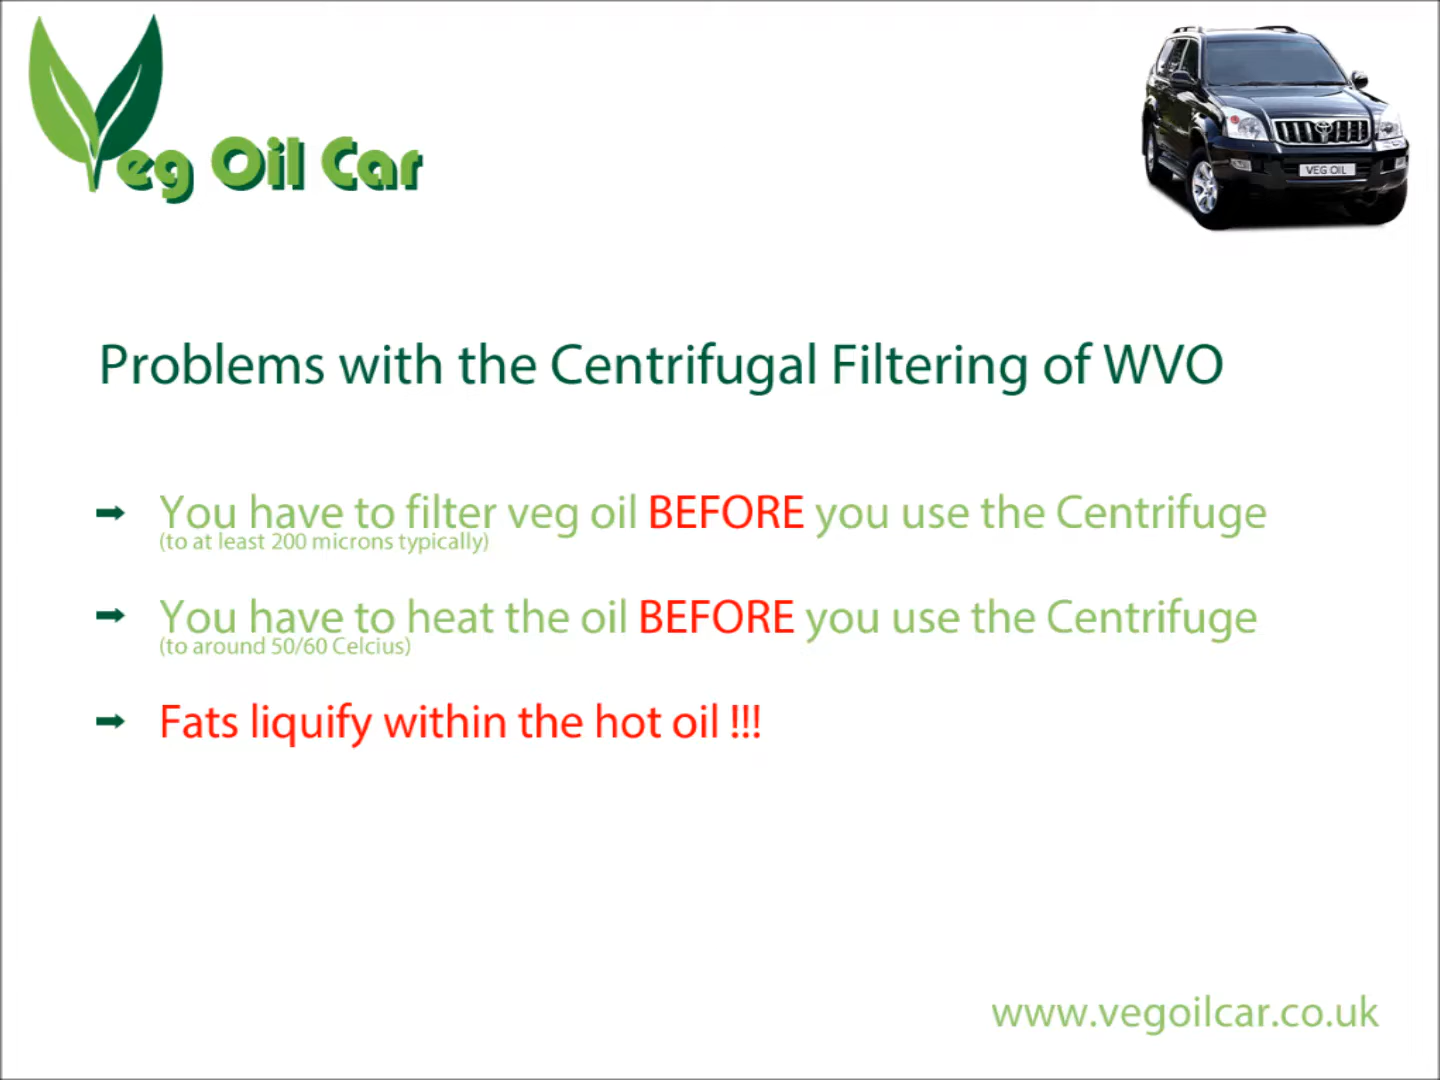 Veg Oil Car
VEG OIL
Problems with the Centrifugal Filtering of WVO
You have to filter veg oil BEFORE you use the Centrifuge
(to at least 200 microns typically)
You have to heat the oil BEFORE you use the Centrifuge
(to around 50/60 Celcius)
Fats liquify within the hot oil !!!
www.vegoilcar.co.uk